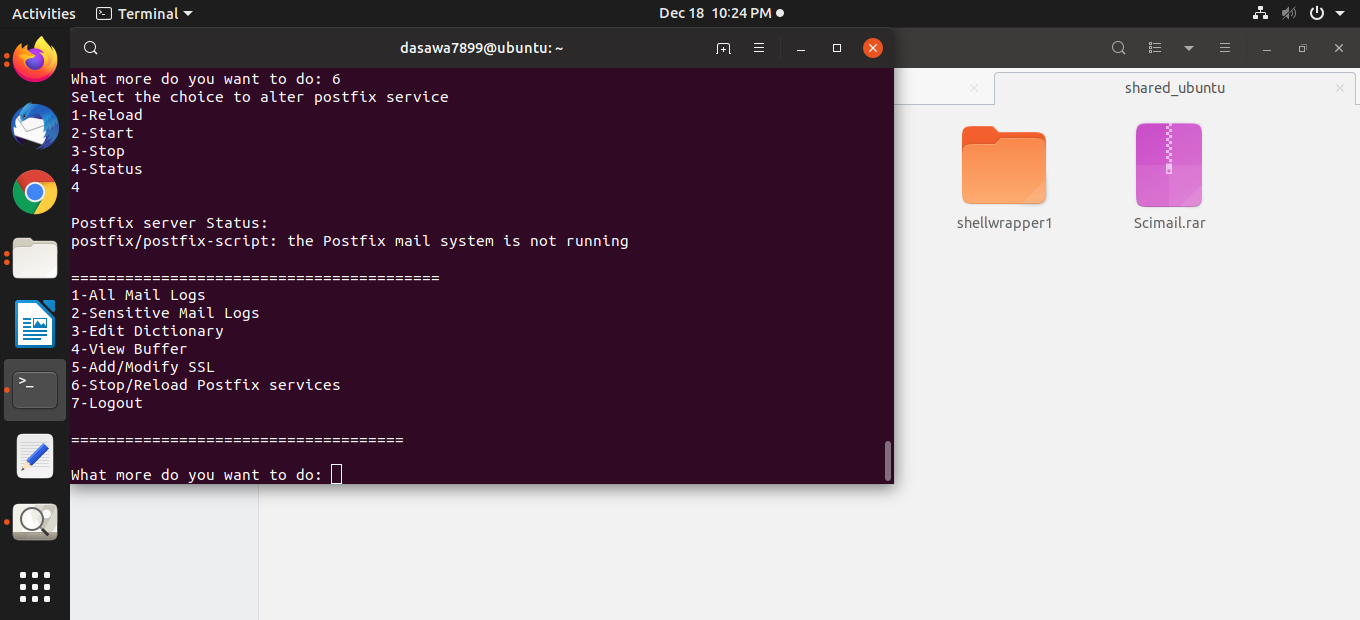 Activities
Terminal
Dec 18 10:24 PM
dasawa7899@ubuntu: ~
What more do you want to do: 6
Select the choice to alter postfix service
1-Reload
2-Start
3-Stop
4-Status
4
Postfix server Status:
postfix/postfix-script: the Postfix mail system is not running
=========================================
1-All Mail Logs
2-Sensitive Mail Logs
3-Edit Dictionary
4-View Buffer
5-Add/Modify SSL
6-Stop/Reload Postfix services
7-Logout
=====================================
What more do you want to do:
shared_ubuntu
shellwrapper1
Scimail.rar